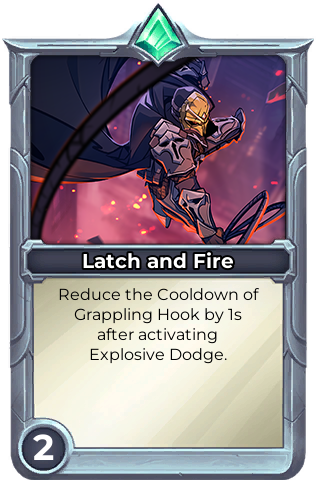 Latch and Fire
Reduce the Cooldown of
Grappling Hook by 1s
after activating
Explosive Dodge.
2